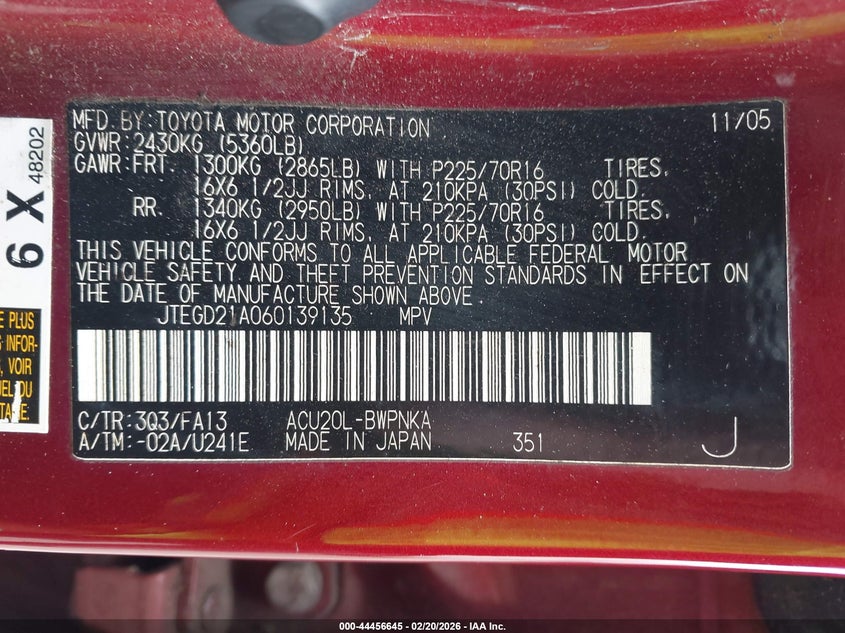 MFD. BY: TOYOTA MOTOR CORPORATION 11/05
GVWR: 2430KG (5360LB)
GAWR: FRT. 1300KG (2865LB) WITH P225/70R16 TIRES.
16X6 1/2JJ RIMS, AT 210KPA (30PSI) COLD.
RR. 1340KG (2950LB) WITH P225/70R16 TIRES.
16X6 1/2JJ RIMS, AT 210KPA (30PSI) COLD.
THIS VEHICLE CONFORMS TO ALL APPLICABLE FEDERAL MOTOR
VEHICLE SAFETY AND THEFT PREVENTION STANDARDS IN EFFECT ON
THE DATE OF MANUFACTURE SHOWN ABOVE.
JTEGD21A060139135 MPV
C/TR: 3Q3/FA13 ACU20L-BWPNKA
A/TM: -02A/U241E MADE IN JAPAN 351 J
6 X
48202
E PLUS
G INFOR-
S, VOIR
UEL DU
TAIRE.
000-44456645 - 02/20/2026 - IAA Inc.